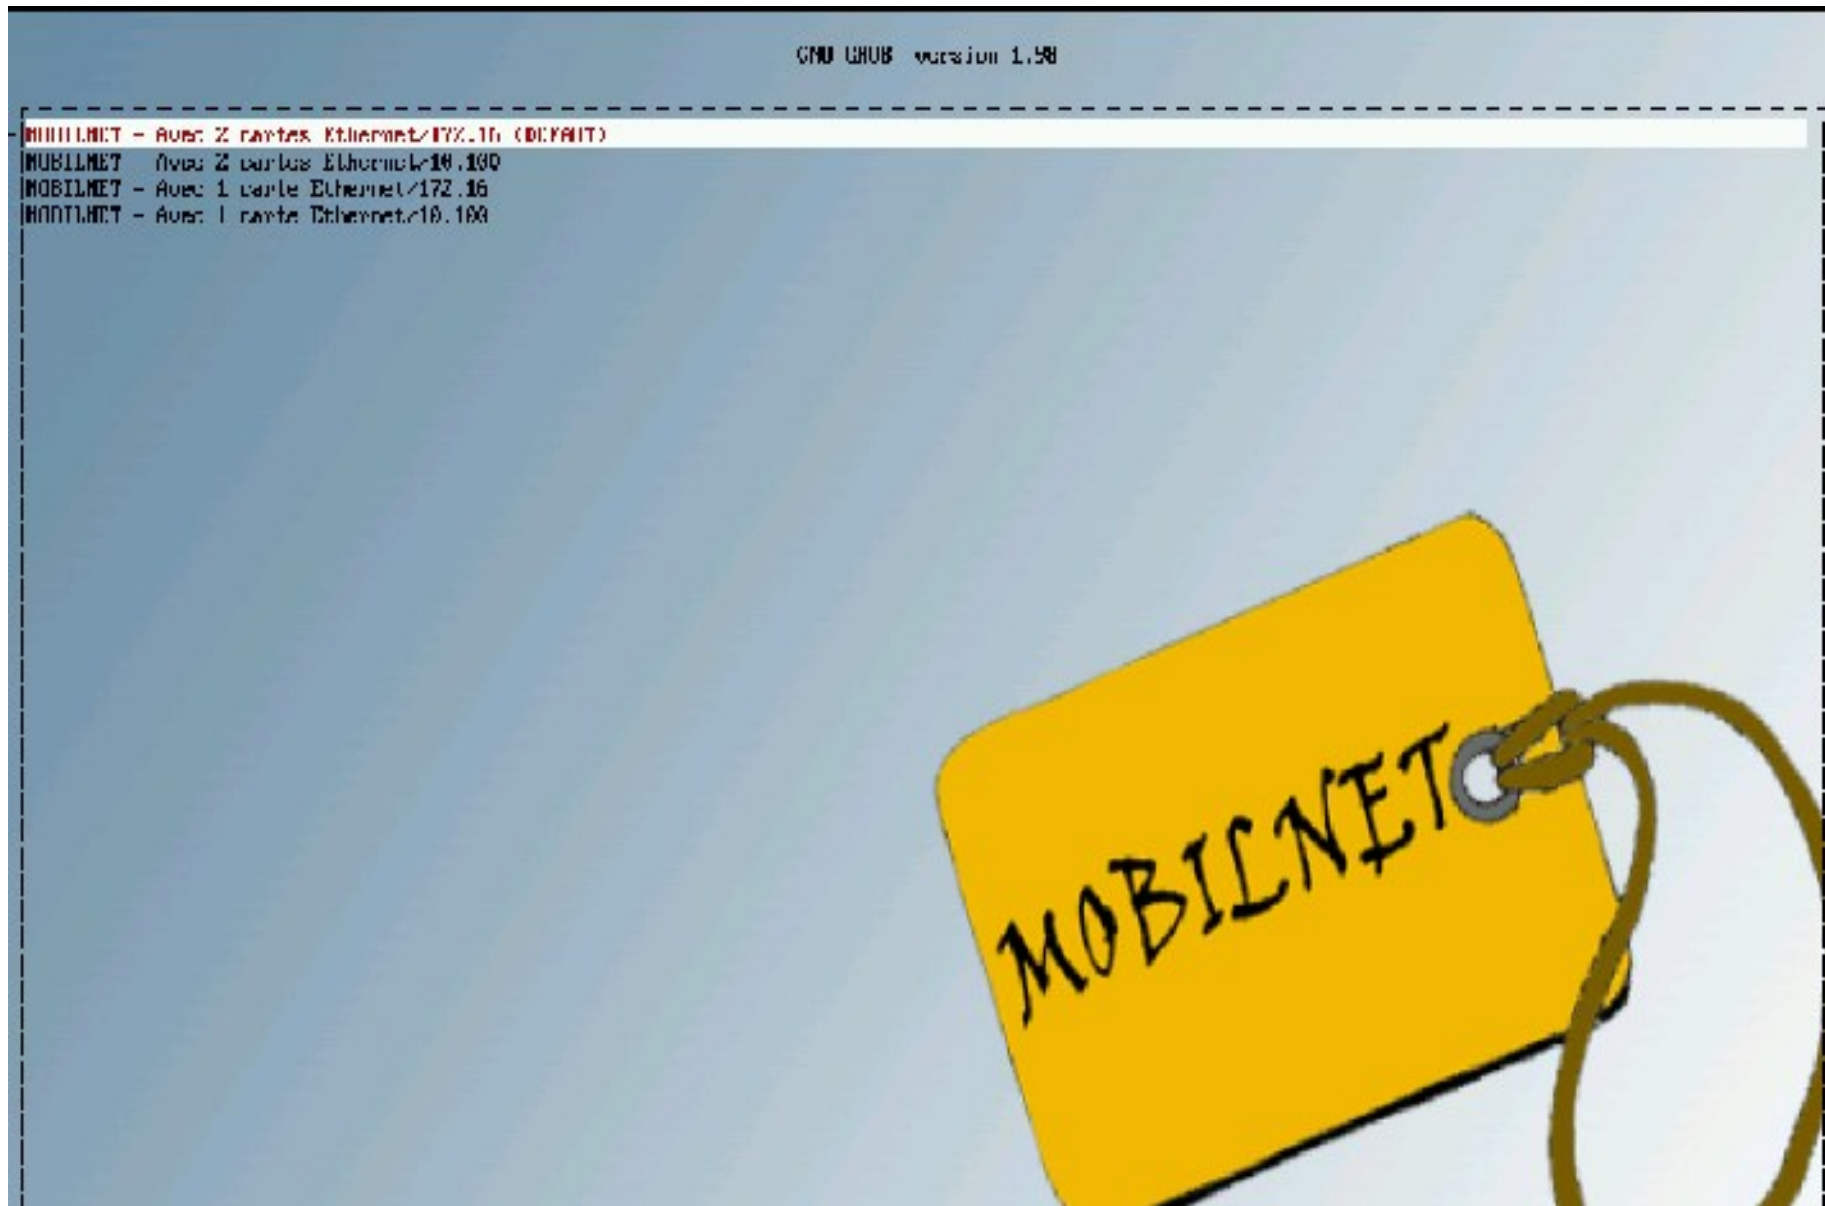 GNU GRUB version 1.98
MOBILNET - Avec 2 cartes Ethernet/172.16 (DEFAUT)
MOBILNET - Avec 2 cartes Ethernet/10.100
MOBILNET - Avec 1 carte Ethernet/172.16
MOBILNET - Avec 1 carte Ethernet/10.100
MOBILNET